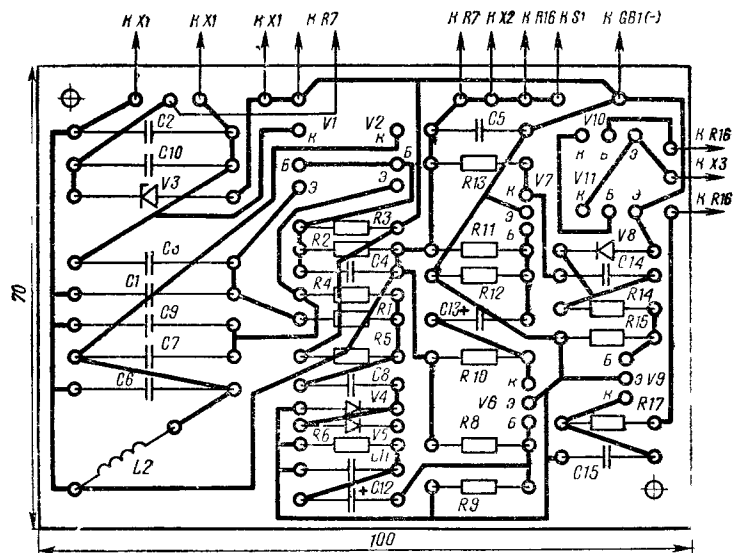 К X1 К X1 К X1 К R7 К R7 К X2 К R16 К S1 К GB1(-)
C2 V1 V2 C5 V10 К R16
К К К Б Э
C10 Б Б К X3
V3 Э Э R13 К V7 V11 К R16
Э К Б Э
R3 Б V8
R2 R11
C3 C4 C14
C1 R4 R12 R14
C9 R1 C13 + R15
C7 R5 Б
C6 C8 R10 К Э V9
V4 V6 Э К
R6 V5 Б R17
L2 C11 R8
+ C12 R9 C15
70
100